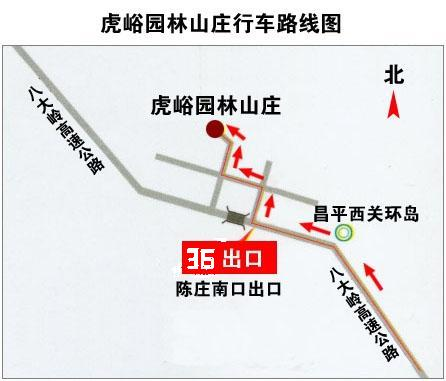 虎峪园林山庄行车路线图
北
八大岭高速公路
虎峪园林山庄
昌平西关环岛
36出口
陈庄南口出口
八大岭高速公路